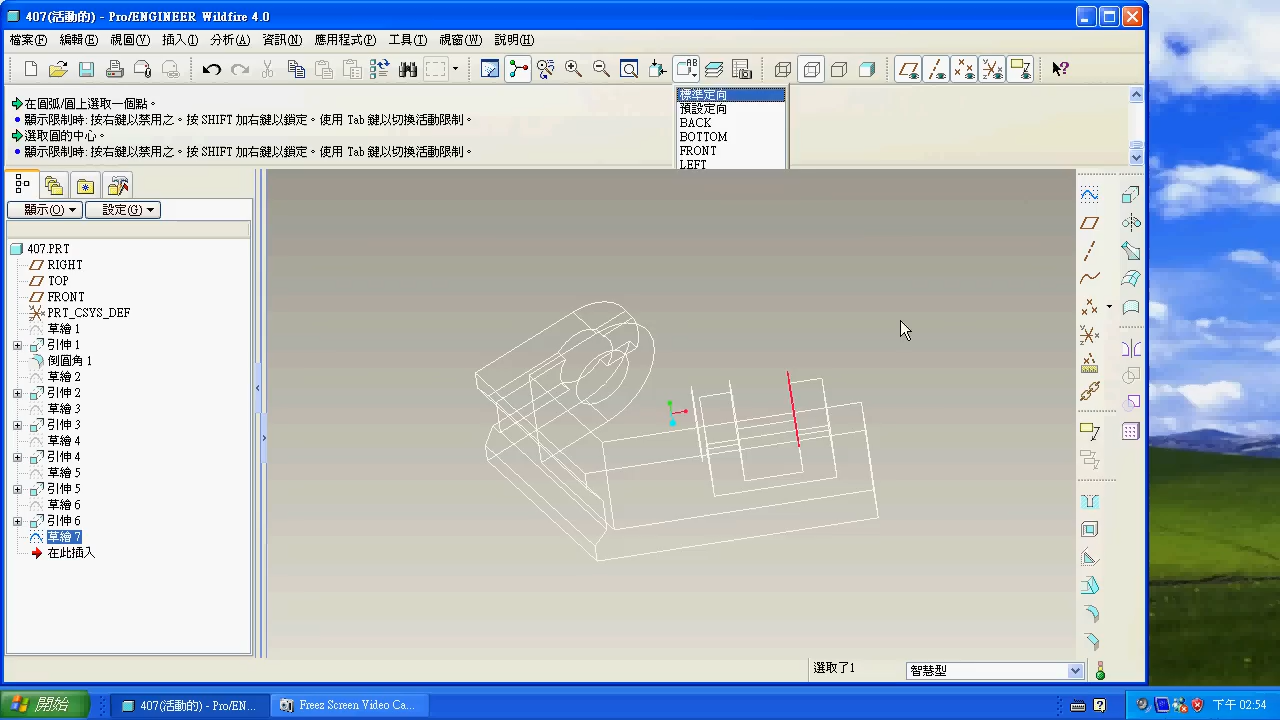 407(活動的) - Pro/ENGINEER Wildfire 4.0
檔案(F) 編輯(E) 視圖(V) 插入(I) 分析(A) 資訊(N) 應用程式(P) 工具(T) 視窗(W) 說明(H)
在圓弧/圓上選取一個點。
顯示限制時: 按右鍵以禁用之。按 SHIFT 加右鍵以鎖定。使用 Tab 鍵以切換活動限制。
選取圓的中心。
顯示限制時: 按右鍵以禁用之。按 SHIFT 加右鍵以鎖定。使用 Tab 鍵以切換活動限制。
標準定向
預設定向
BACK
BOTTOM
FRONT
LEFT
顯示(O) 設定(G)
407.PRT
RIGHT
TOP
FRONT
PRT_CSYS_DEF
草繪 1
引伸 1
倒圓角 1
草繪 2
引伸 2
草繪 3
引伸 3
草繪 4
引伸 4
草繪 5
引伸 5
草繪 6
引伸 6
草繪 7
在此插入
選取了1 智慧型
開始 407(活動的) - Pro/EN... Freez Screen Video Ca... 下午 02:54